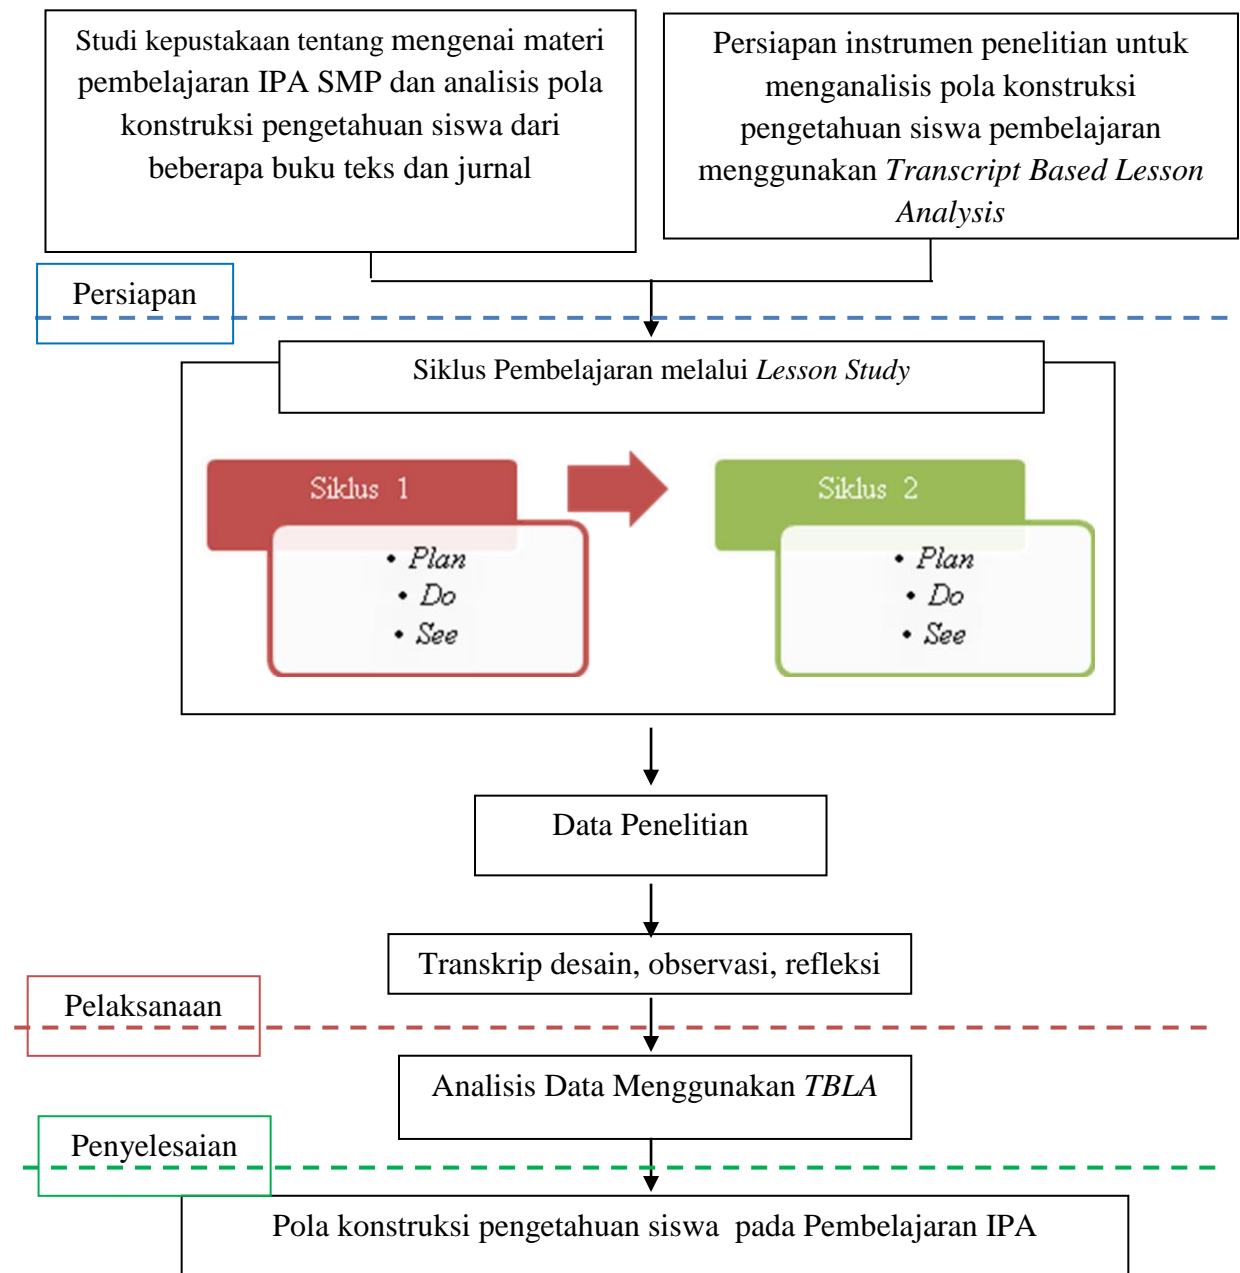 Studi kepustakaan tentang mengenai materi
pembelajaran IPA SMP dan analisis pola
konstruksi pengetahuan siswa dari
beberapa buku teks dan jurnal
Persiapan instrumen penelitian untuk
menganalisis pola konstruksi
pengetahuan siswa pembelajaran
menggunakan Transcript Based Lesson
Analysis
Persiapan
Siklus Pembelajaran melalui Lesson Study
Siklus 1
• Plan
• Do
• See
Siklus 2
• Plan
• Do
• See
Data Penelitian
Transkrip desain, observasi, refleksi
Pelaksanaan
Analisis Data Menggunakan TBLA
Penyelesaian
Pola konstruksi pengetahuan siswa pada Pembelajaran IPA